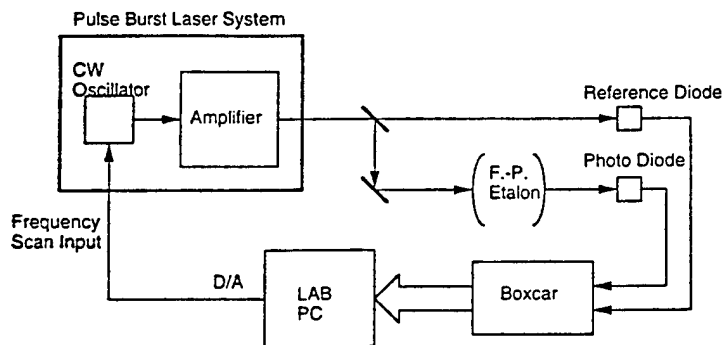 Pulse Burst Laser System
CW
Oscillator
Amplifier
Reference Diode
Photo Diode
F.-P.
Etalon
Frequency
Scan Input
D/A
LAB
PC
Boxcar